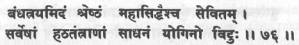 बंधत्रयमिदं श्रेष्ठं महासिद्धैश्च सेवितम् ।
सर्वेषां हठतंत्राणां साधनं योगिनो विदुः ।। ७६ ।।